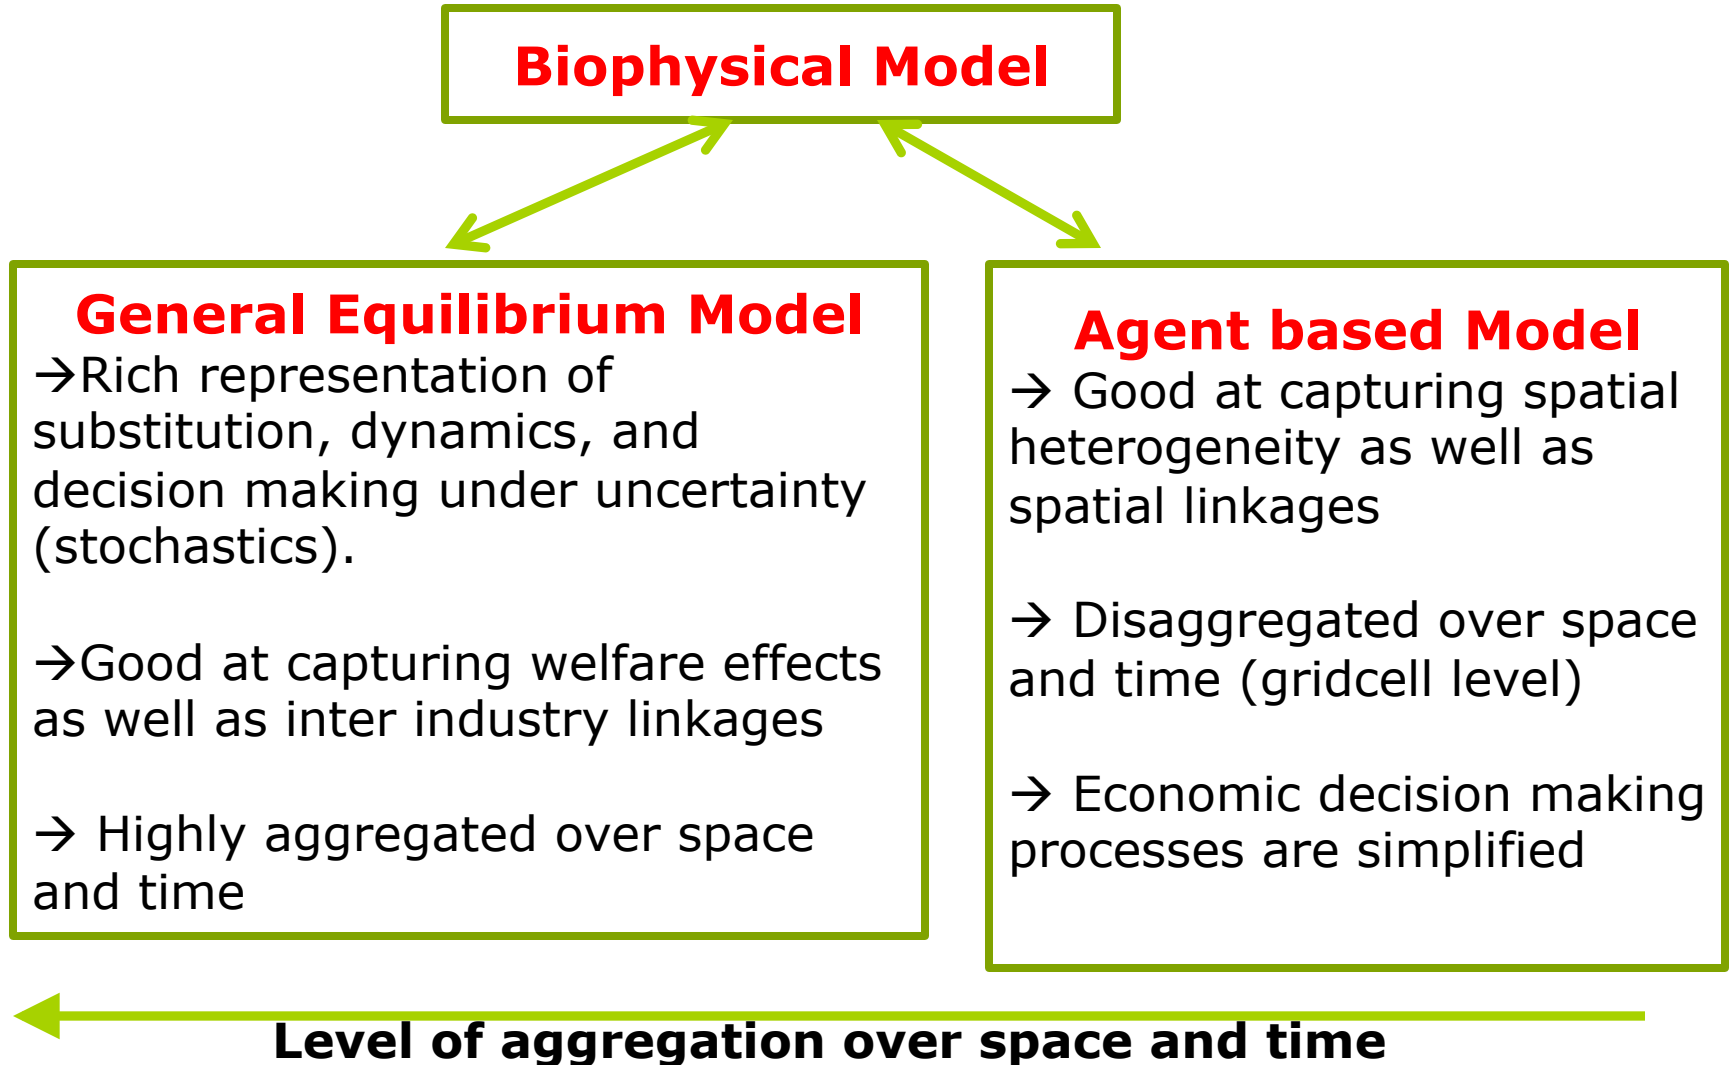 Biophysical Model
General Equilibrium Model
→Rich representation of
substitution, dynamics, and
decision making under uncertainty
(stochastics).
→Good at capturing welfare effects
as well as inter industry linkages
→ Highly aggregated over space
and time
Agent based Model
→ Good at capturing spatial
heterogeneity as well as
spatial linkages
→ Disaggregated over space
and time (gridcell level)
→ Economic decision making
processes are simplified
Level of aggregation over space and time